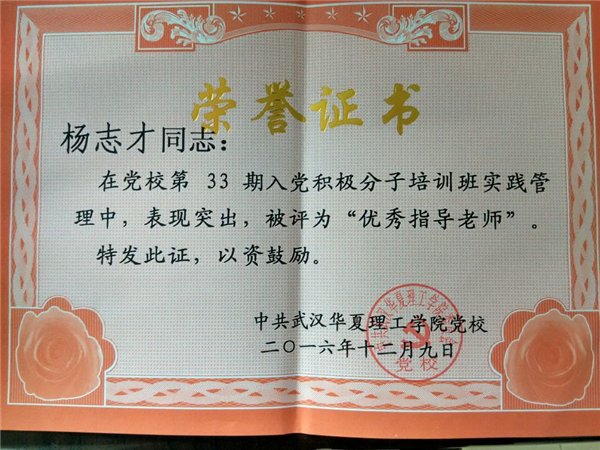 荣誉证书
杨志才同志：
在党校第 33 期入党积极分子培训班实践管
理中，表现突出，被评为“优秀指导老师”。
特发此证，以资鼓励。
中共武汉华夏理工学院党校
二〇一六年十二月九日
党校